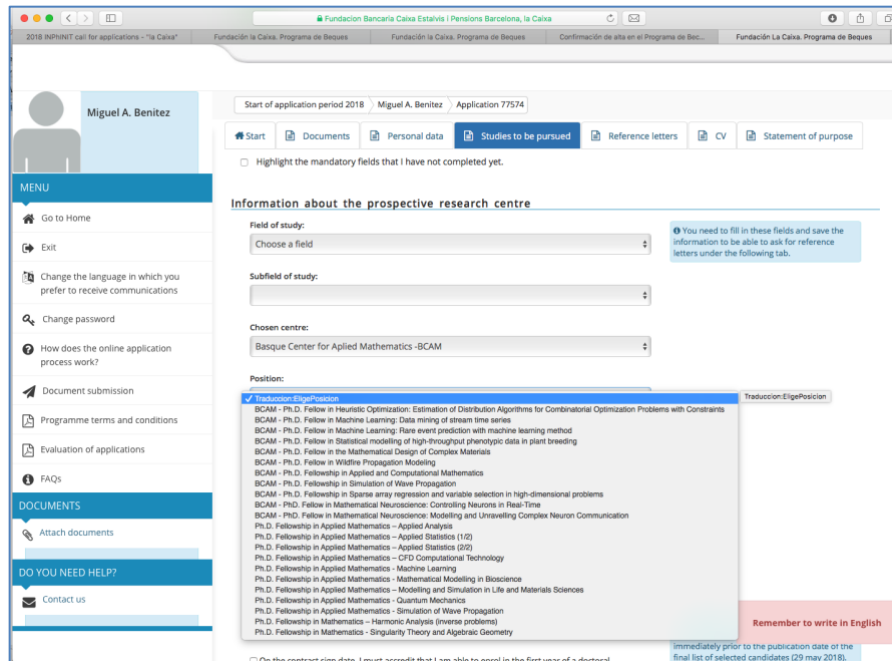 Fundacion Bancaria Caixa Estalvis i Pensions Barcelona, la Caixa
2018 INPhINIT call for applications - "la Caixa"
Fundación la Caixa. Programa de Beques
Fundación la Caixa. Programa de Beques
Confirmación de alta en el Programa de Bec...
Fundación La Caixa. Programa de Beques
Miguel A. Benitez
Start of application period 2018
Miguel A. Benitez
Application 77574
Start
Documents
Personal data
Studies to be pursued
Reference letters
CV
Statement of purpose
Highlight the mandatory fields that I have not completed yet.
MENU
Go to Home
Exit
Change the language in which you
prefer to receive communications
Change password
How does the online application
process work?
Document submission
Programme terms and conditions
Evaluation of applications
FAQs
DOCUMENTS
Attach documents
DO YOU NEED HELP?
Contact us
Information about the prospective research centre
Field of study:
Choose a field
You need to fill in these fields and save the
information to be able to ask for reference
letters under the following tab.
Subfield of study:
Chosen centre:
Basque Center for Aplied Mathematics -BCAM
Position:
Traduccion:EligePosicion
Traduccion:EligePosicion
BCAM - Ph.D. Fellow in Heuristic Optimization: Estimation of Distribution Algorithms for Combinatorial Optimization Problems with Constraints
BCAM - Ph.D. Fellow in Machine Learning: Data mining of stream time series
BCAM - Ph.D. Fellow in Machine Learning: Rare event prediction with machine learning method
BCAM - Ph.D. Fellow in Statistical modelling of high-throughput phenotypic data in plant breeding
BCAM - Ph.D. Fellow in the Mathematical Design of Complex Materials
BCAM - Ph.D. Fellow in Wildfire Propagation Modeling
BCAM - Ph.D. Fellowship in Applied and Computational Mathematics
BCAM - Ph.D. Fellowship in Simulation of Wave Propagation
BCAM - Ph.D. Fellowship in Sparse array regression and variable selection in high-dimensional problems
BCAM - PhD. Fellow in Mathematical Neuroscience: Controlling Neurons in Real-Time
BCAM - PhD. Fellow in Mathematical Neuroscience: Modelling and Unravelling Complex Neuron Communication
Ph.D. Fellowship in Applied Mathematics – Applied Analysis
Ph.D. Fellowship in Applied Mathematics – Applied Statistics (1/2)
Ph.D. Fellowship in Applied Mathematics – Applied Statistics (2/2)
Ph.D. Fellowship in Applied Mathematics – CFD Computational Technology
Ph.D. Fellowship in Applied Mathematics - Machine Learning
Ph.D. Fellowship in Applied Mathematics - Mathematical Modelling in Bioscience
Ph.D. Fellowship in Applied Mathematics – Modelling and Simulation in Life and Materials Sciences
Ph.D. Fellowship in Applied Mathematics - Quantum Mechanics
Ph.D. Fellowship in Applied Mathematics - Simulation of Wave Propagation
Ph.D. Fellowship in Mathematics – Harmonic Analysis (inverse problems)
Ph.D. Fellowship in Mathematics - Singularity Theory and Algebraic Geometry
Remember to write in English
immediately prior to the publication date of the
final list of selected candidates (29 may 2018).
On the contract sign date, I must accredit that I am able to enrol in the first year of a doctoral